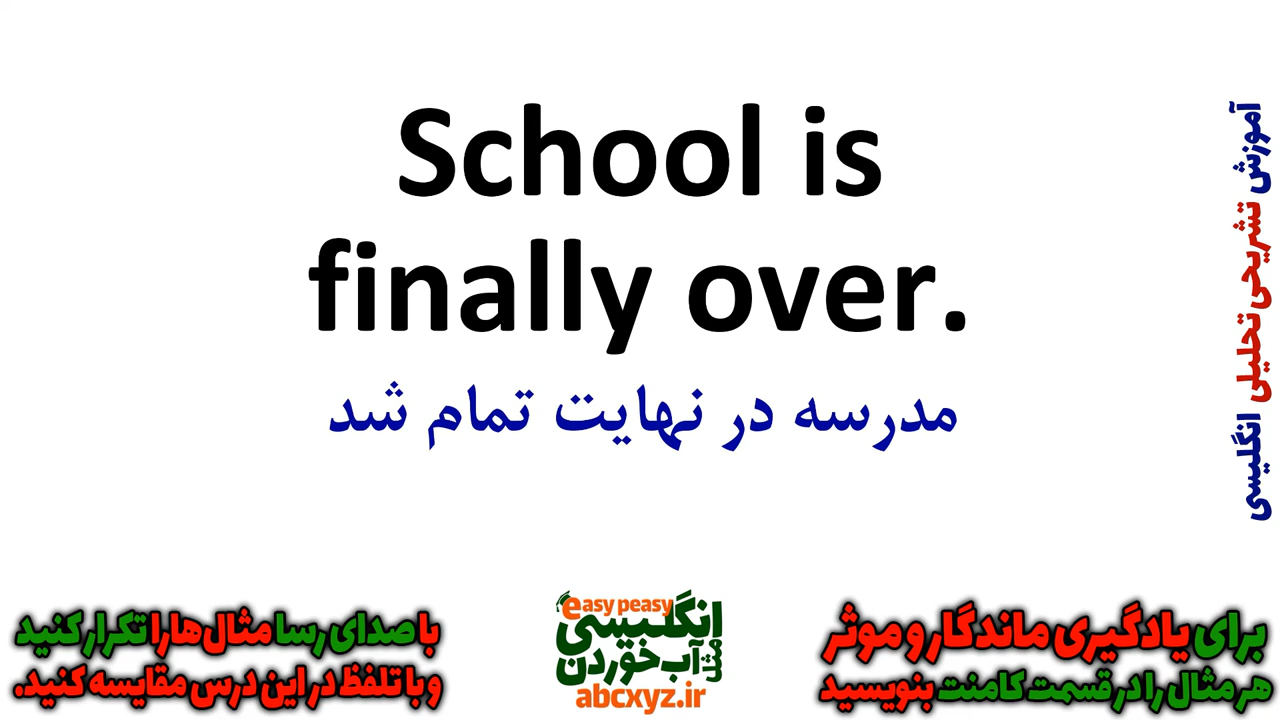 School is
finally over.
مدرسه در نهایت تمام شد
آموزش تشریحی تحلیلی انگلیسی
برای یادگیری ماندگار و موثر
هر مثال را در قسمت کامنت بنویسید
easy peasy
انگلیسی
مثل آب خوردن
abcxyz.ir
با صدای رسا مثال‌ها را تکرار کنید
و با تلفظ در این درس مقایسه کنید.